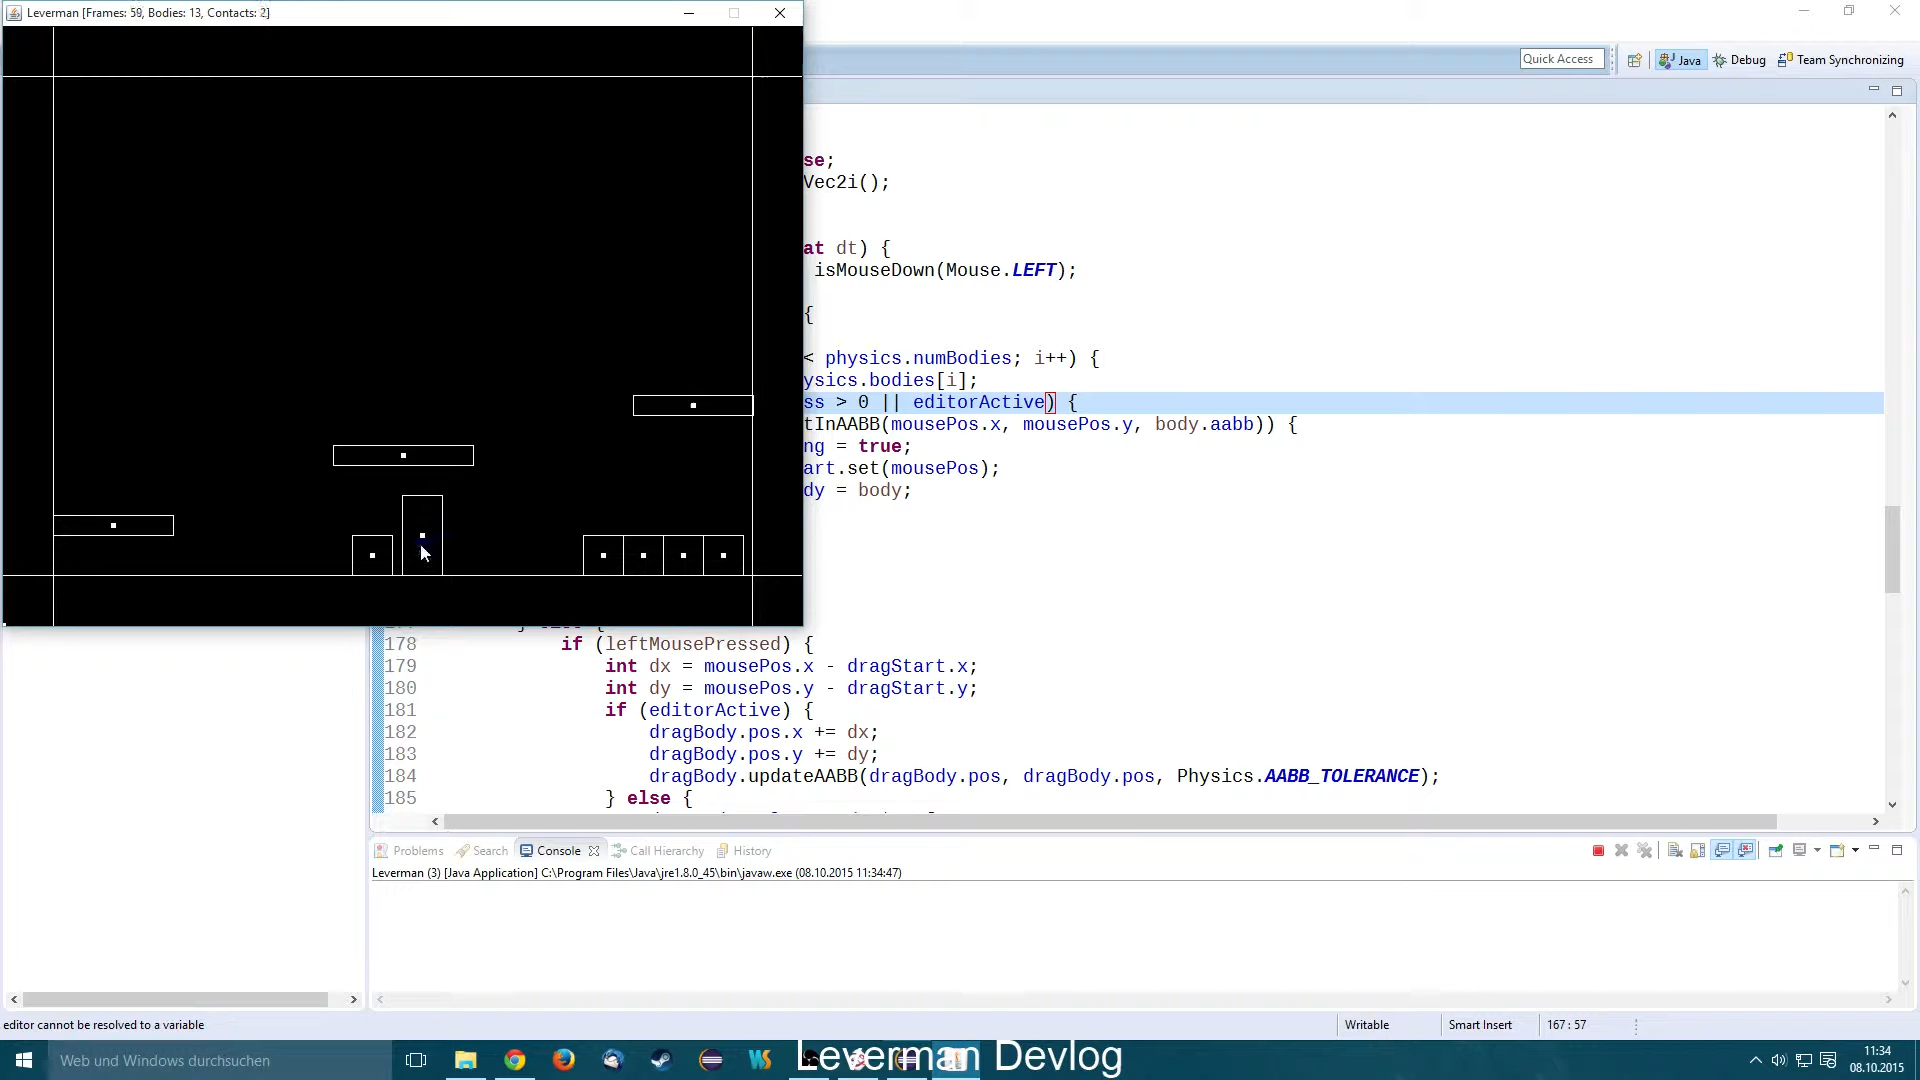 Leverman [Frames: 59, Bodies: 13, Contacts: 2]
Quick Access
Java
Debug
Team Synchronizing
se;
Vec2i();
at dt) {
isMouseDown(Mouse.LEFT);
{
< physics.numBodies; i++) {
ysics.bodies[i];
ss > 0 || editorActive) {
tInAABB(mousePos.x, mousePos.y, body.aabb)) {
ng = true;
art.set(mousePos);
dy = body;
178 if (leftMousePressed) {
179 int dx = mousePos.x - dragStart.x;
180 int dy = mousePos.y - dragStart.y;
181 if (editorActive) {
182 dragBody.pos.x += dx;
183 dragBody.pos.y += dy;
184 dragBody.updateAABB(dragBody.pos, dragBody.pos, Physics.AABB_TOLERANCE);
185 } else {
Problems
Search
Console
Call Hierarchy
History
Leverman (3) [Java Application] C:\Program Files\Java\jre1.8.0_45\bin\javaw.exe (08.10.2015 11:34:47)
editor cannot be resolved to a variable
Writable
Smart Insert
167 : 57
Web und Windows durchsuchen
Leverman Devlog
11:34
08.10.2015